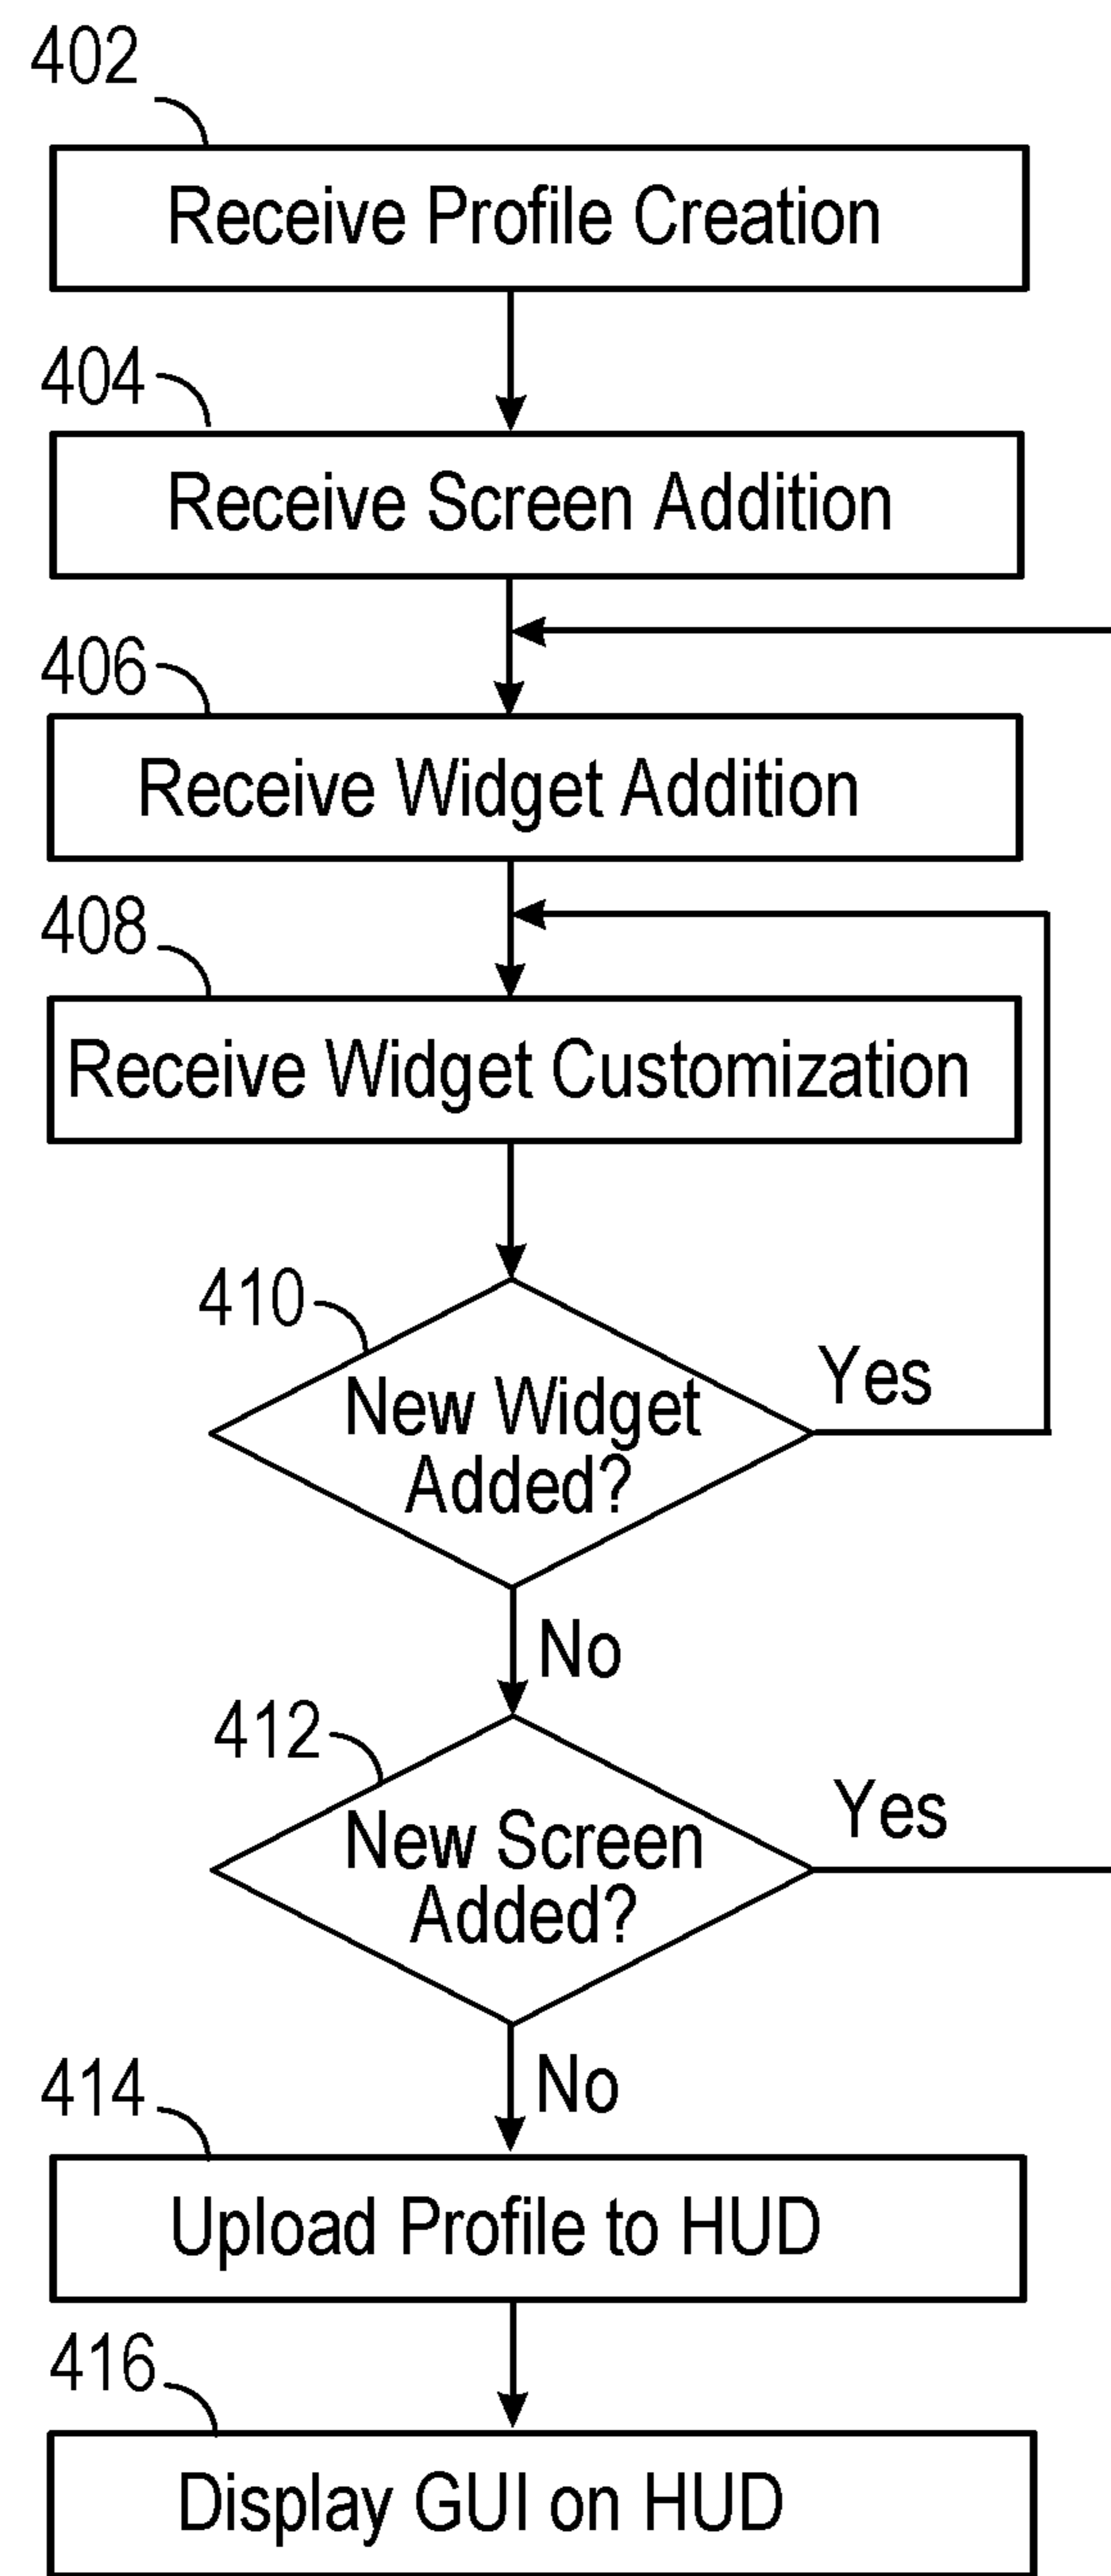 402
Receive Profile Creation
404
Receive Screen Addition
406
Receive Widget Addition
408
Receive Widget Customization
410
New Widget
Added?
Yes
No
412
New Screen
Added?
Yes
No
414
Upload Profile to HUD
416
Display GUI on HUD